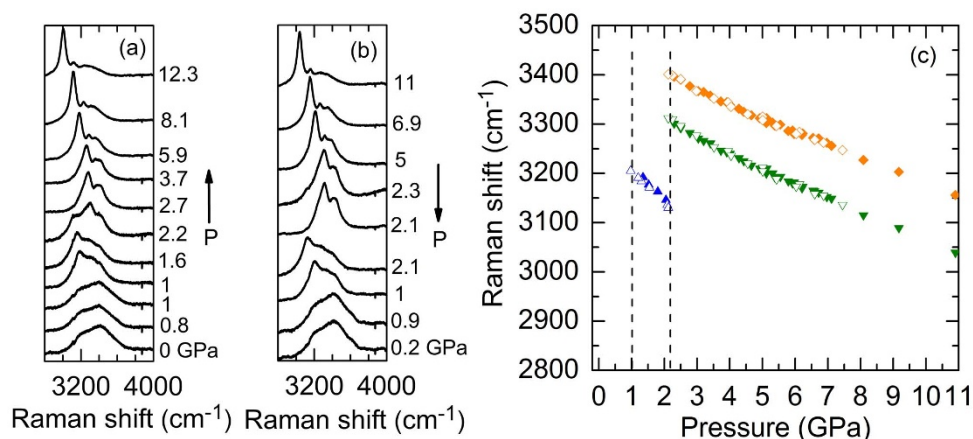 (a)
12.3
8.1
5.9
3.7
2.7
2.2
1.6
1
1
0.8
0 GPa
P
3200 4000
Raman shift (cm-1)
(b)
11
6.9
5
2.3
2.1
2.1
1
0.9
0.2 GPa
P
3200 4000
Raman shift (cm-1)
(c)
3500
3400
3300
3200
3100
3000
2900
2800
Raman shift (cm-1)
0 1 2 3 4 5 6 7 8 9 10 11
Pressure (GPa)